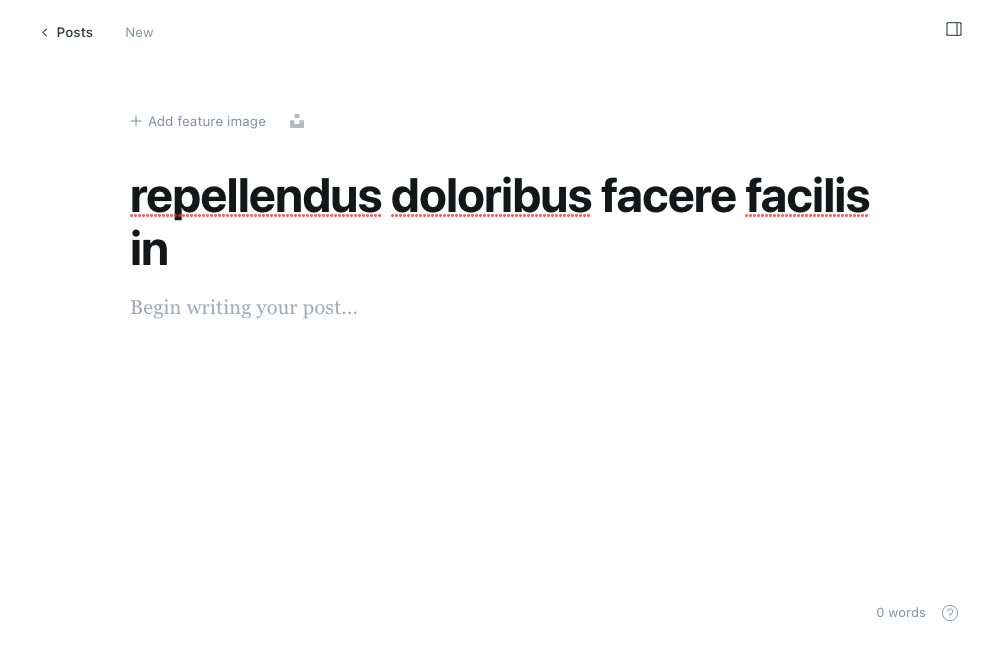 Posts
New
Add feature image
repellendus doloribus facere facilis
in
Begin writing your post...
0 words
?